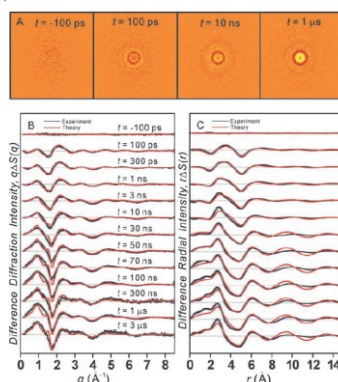 A
t = -100 ps
t = 100 ps
t = 10 ns
t = 1 μs
B
Experiment
Theory
t = -100 ps
t = 100 ps
t = 300 ps
t = 1 ns
t = 3 ns
t = 10 ns
t = 30 ns
t = 50 ns
t = 70 ns
t = 100 ns
t = 300 ns
t = 1 μs
t = 3 μs
Difference Diffraction Intensity, qΔS(q)
0 1 2 3 4 5 6 7 8
q (Å⁻¹)
C
Experiment
Theory
Difference Radial Intensity, rΔS(r)
0 2 4 6 8 10 12 14
r (Å)